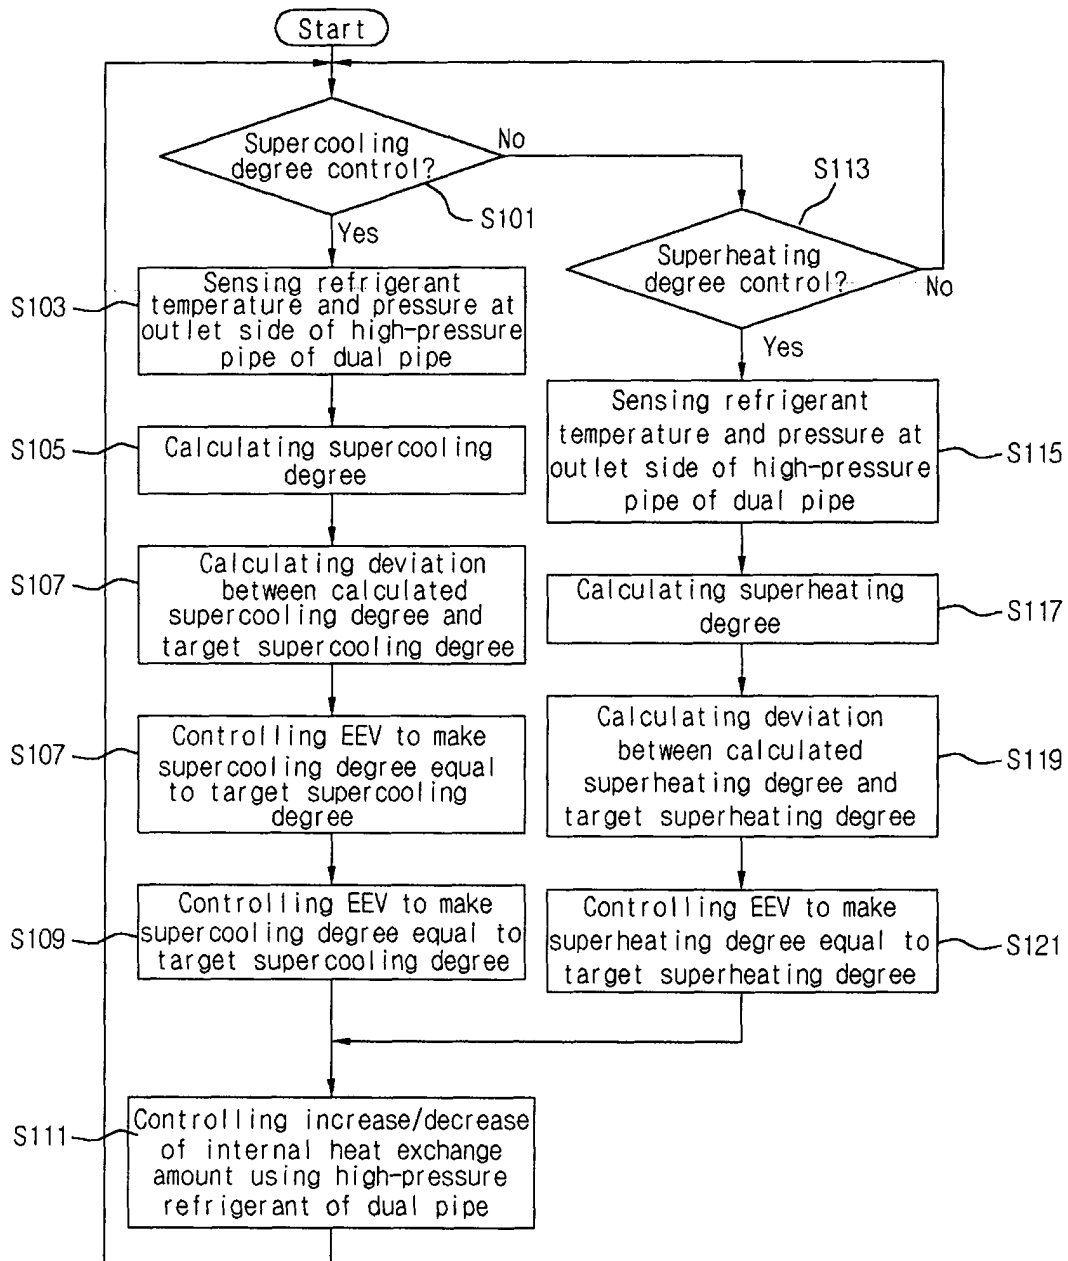 Start
Supercooling
degree control?
No
S101
Yes
S113
Superheating
degree control?
No
Yes
S103
Sensing refrigerant
temperature and pressure at
outlet side of high-pressure
pipe of dual pipe
S105
Calculating supercooling
degree
S107
Calculating deviation
between calculated
supercooling degree and
target supercooling degree
S107
Controlling EEV to make
supercooling degree equal
to target supercooling
degree
S109
Controlling EEV to make
supercooling degree equal to
target supercooling degree
Sensing refrigerant
temperature and pressure at
outlet side of high-pressure
pipe of dual pipe
S115
Calculating superheating
degree
S117
Calculating deviation
between calculated
superheating degree and
target superheating degree
S119
Controlling EEV to make
superheating degree equal to
target superheating degree
S121
S111
Controlling increase/decrease
of internal heat exchange
amount using high-pressure
refrigerant of dual pipe